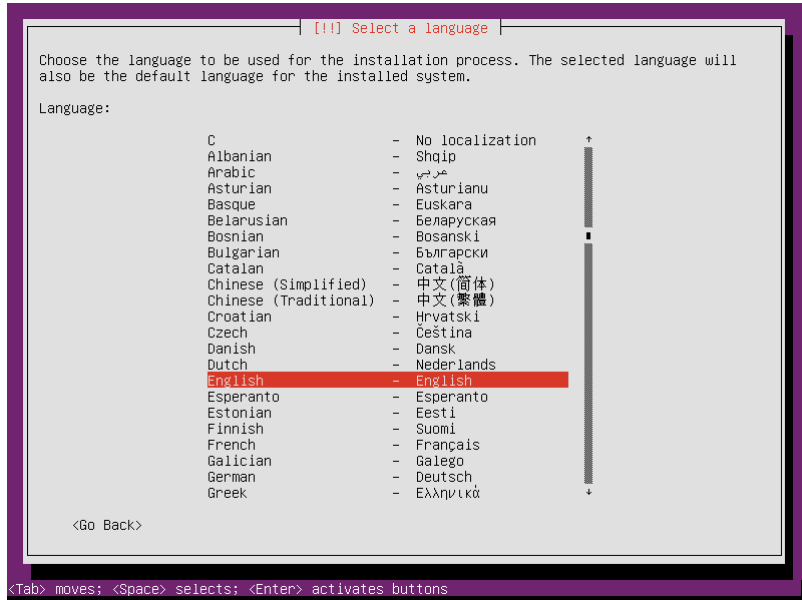 [!!] Select a language
Choose the language to be used for the installation process. The selected language will
also be the default language for the installed system.
Language:
C - No localization
Albanian - Shqip
Arabic - عربي
Asturian - Asturianu
Basque - Euskara
Belarusian - Беларуская
Bosnian - Bosanski
Bulgarian - Български
Catalan - Català
Chinese (Simplified) - 中文(简体)
Chinese (Traditional) - 中文(繁體)
Croatian - Hrvatski
Czech - Čeština
Danish - Dansk
Dutch - Nederlands
English - English
Esperanto - Esperanto
Estonian - Eesti
Finnish - Suomi
French - Français
Galician - Galego
German - Deutsch
Greek - Ελληνικά
<Go Back>
<Tab> moves; <Space> selects; <Enter> activates buttons